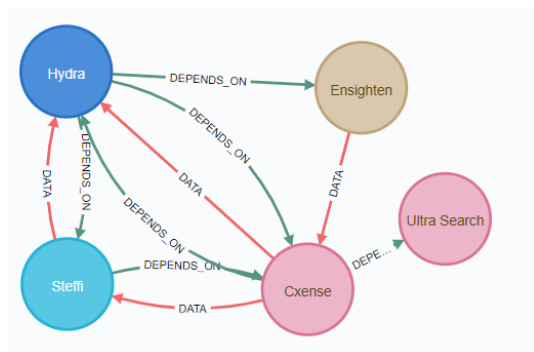 Hydra
DEPENDS_ON
Ensighten
DEPENDS_ON
DATA
DEPENDS_ON
DATA
DATA
DEPENDS_ON
Ultra Search
DEPE...
DEPENDS_ON
Steffi
Cxense
DATA